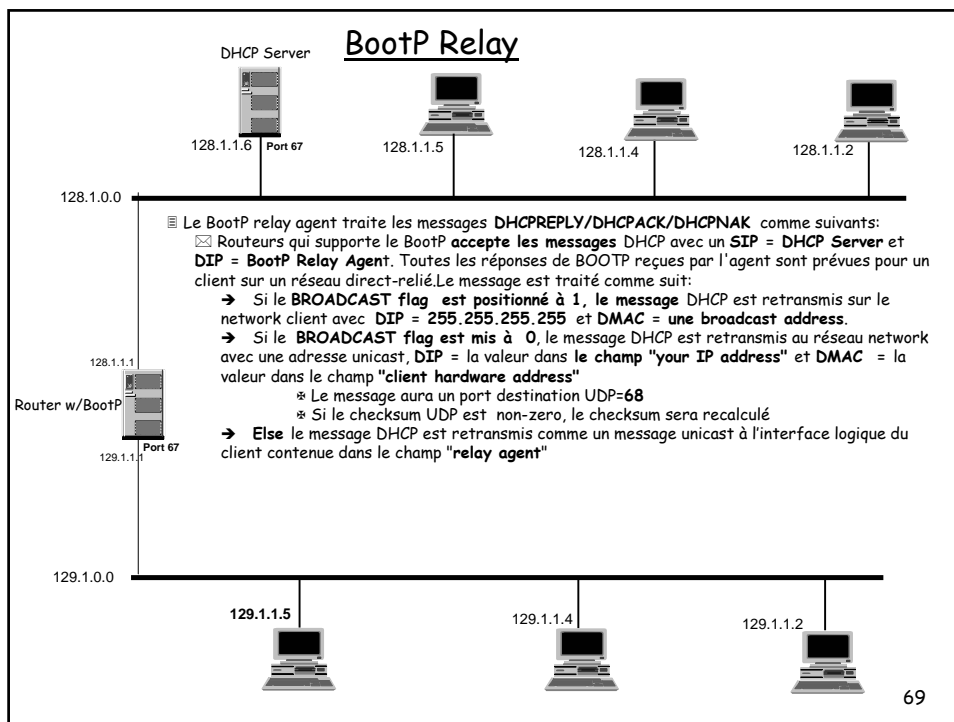 BootP Relay
DHCP Server
128.1.1.6
Port 67
128.1.1.5
128.1.1.4
128.1.1.2
128.1.0.0
Le BootP relay agent traite les messages DHCPREPLY/DHCPACK/DHCPNAK comme suivants:
Routeurs qui supporte le BootP accepte les messages DHCP avec un SIP = DHCP Server et
DIP = BootP Relay Agent. Toutes les réponses de BOOTP reçues par l'agent sont prévues pour un
client sur un réseau direct-relié.Le message est traité comme suit:
➔ Si le BROADCAST flag est positionné à 1, le message DHCP est retransmis sur le
network client avec DIP = 255.255.255.255 et DMAC = une broadcast address.
➔ Si le BROADCAST flag est mis à 0, le message DHCP est retransmis au réseau network
avec une adresse unicast, DIP = la valeur dans le champ "your IP address" et DMAC = la
valeur dans le champ "client hardware address"
Le message aura un port destination UDP=68
Si le checksum UDP est non-zero, le checksum sera recalculé
➔ Else le message DHCP est retransmis comme un message unicast à l'interface logique du
client contenue dans le champ "relay agent"
128.1.1.1
Router w/BootP
Port 67
129.1.1.1
129.1.0.0
129.1.1.5
129.1.1.4
129.1.1.2
69